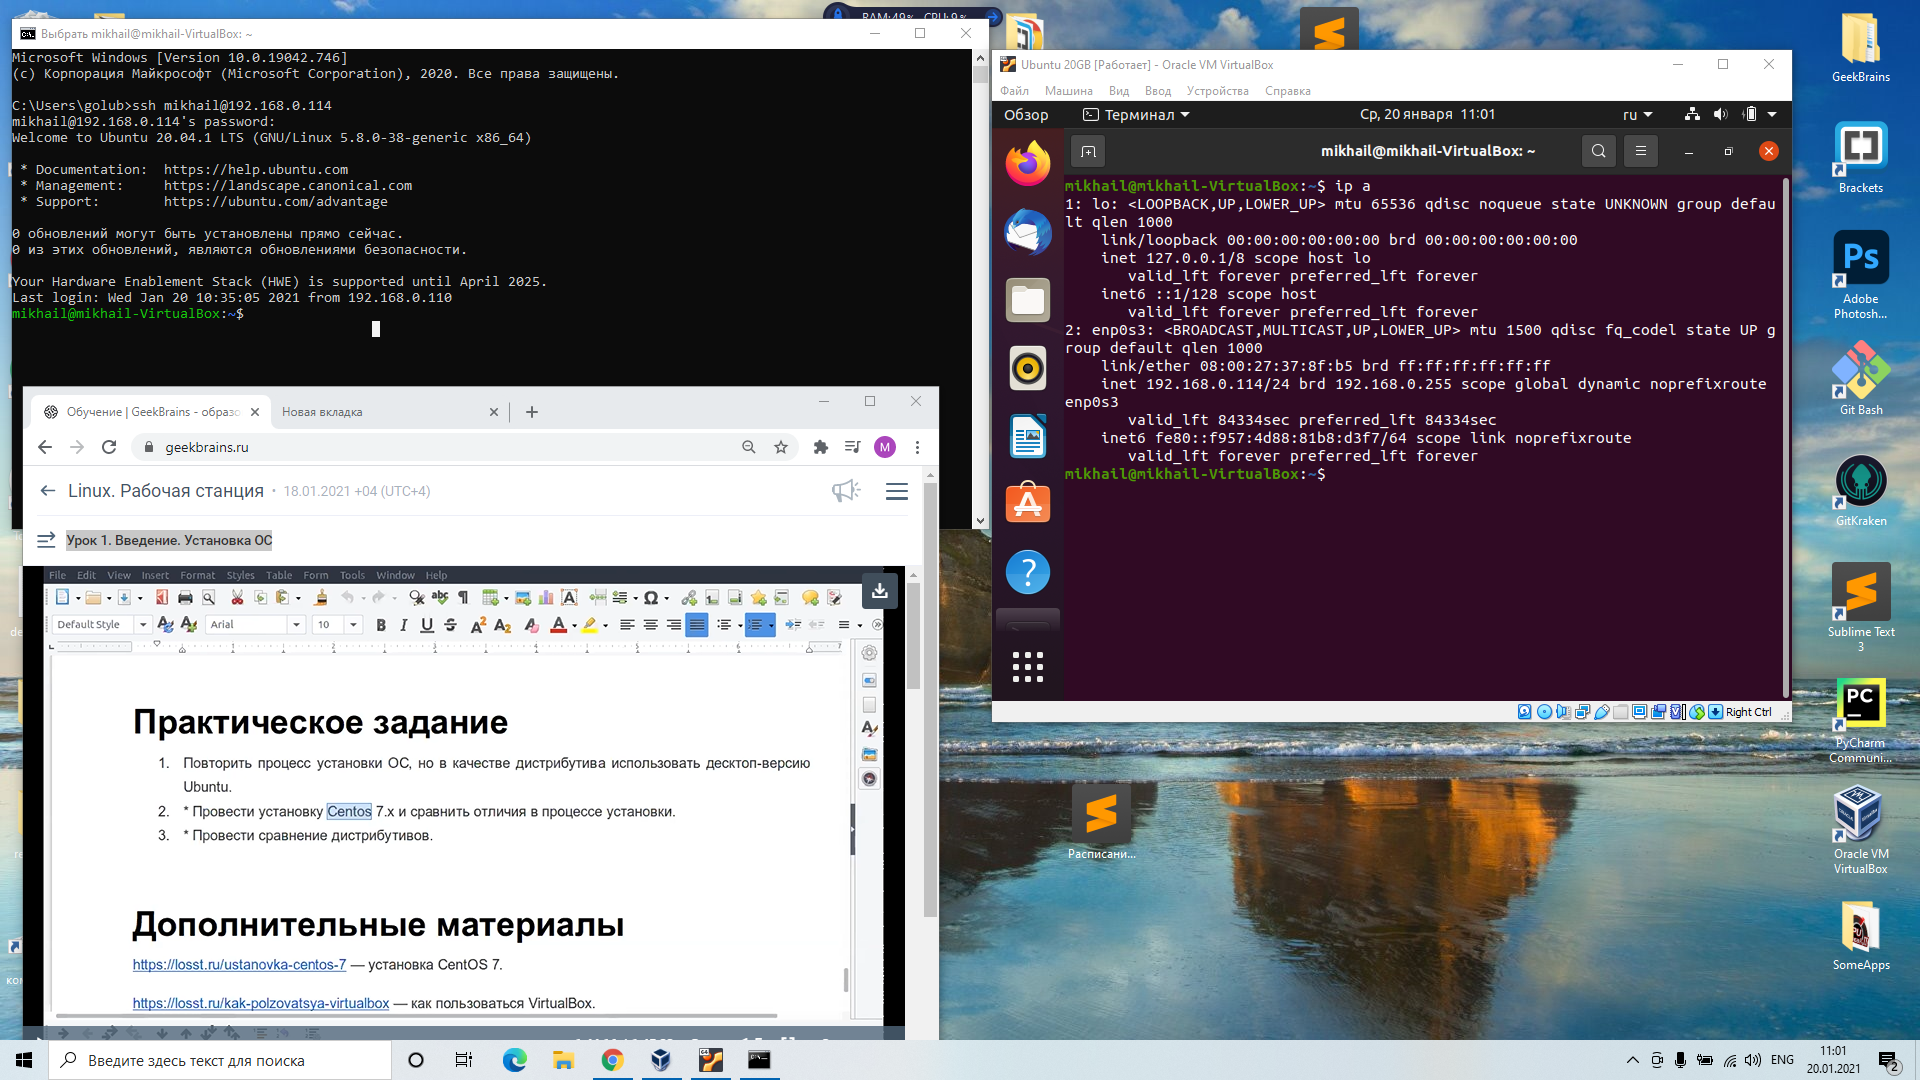 RAM:49% CPU:9%
Выбрать mikhail@mikhail-VirtualBox: ~
Microsoft Windows [Version 10.0.19042.746]
(c) Корпорация Майкрософт (Microsoft Corporation), 2020. Все права защищены.
C:\Users\golub>ssh mikhail@192.168.0.114
mikhail@192.168.0.114's password:
Welcome to Ubuntu 20.04.1 LTS (GNU/Linux 5.8.0-38-generic x86_64)
* Documentation: https://help.ubuntu.com
* Management: https://landscape.canonical.com
* Support: https://ubuntu.com/advantage
0 обновлений могут быть установлены прямо сейчас.
0 из этих обновлений, являются обновлениями безопасности.
Your Hardware Enablement Stack (HWE) is supported until April 2025.
Last login: Wed Jan 20 10:35:05 2021 from 192.168.0.110
mikhail@mikhail-VirtualBox:~$
Обучение | GeekBrains - образо
Новая вкладка
geekbrains.ru
M
Linux. Рабочая станция • 18.01.2021 +04 (UTC+4)
Урок 1. Введение. Установка ОС
File Edit View Insert Format Styles Table Form Tools Window Help
Default Style Arial 10
Практическое задание
1. Повторить процесс установки ОС, но в качестве дистрибутива использовать десктоп-версию
Ubuntu.
2. * Провести установку Centos 7.x и сравнить отличия в процессе установки.
3. * Провести сравнение дистрибутивов.
Дополнительные материалы
https://losst.ru/ustanovka-centos-7 — установка CentOS 7.
https://losst.ru/kak-polzovatsya-virtualbox — как пользоваться VirtualBox.
Ubuntu 20GB [Работает] - Oracle VM VirtualBox
Файл Машина Вид Ввод Устройства Справка
Обзор Терминал Ср, 20 января 11:01 ru
mikhail@mikhail-VirtualBox: ~
mikhail@mikhail-VirtualBox:~$ ip a
1: lo: <LOOPBACK,UP,LOWER_UP> mtu 65536 qdisc noqueue state UNKNOWN group defau
lt qlen 1000
link/loopback 00:00:00:00:00:00 brd 00:00:00:00:00:00
inet 127.0.0.1/8 scope host lo
valid_lft forever preferred_lft forever
inet6 ::1/128 scope host
valid_lft forever preferred_lft forever
2: enp0s3: <BROADCAST,MULTICAST,UP,LOWER_UP> mtu 1500 qdisc fq_codel state UP g
roup default qlen 1000
link/ether 08:00:27:37:8f:b5 brd ff:ff:ff:ff:ff:ff
inet 192.168.0.114/24 brd 192.168.0.255 scope global dynamic noprefixroute
enp0s3
valid_lft 84334sec preferred_lft 84334sec
inet6 fe80::f957:4d88:81b8:d3f7/64 scope link noprefixroute
valid_lft forever preferred_lft forever
mikhail@mikhail-VirtualBox:~$
Right Ctrl
Расписани...
GeekBrains
Brackets
Ps
Adobe
Photosh...
Git Bash
GitKraken
Sublime Text
3
PC
PyCharm
Communi...
Oracle VM
VirtualBox
SomeApps
Введите здесь текст для поиска
ENG
11:01
20.01.2021
2